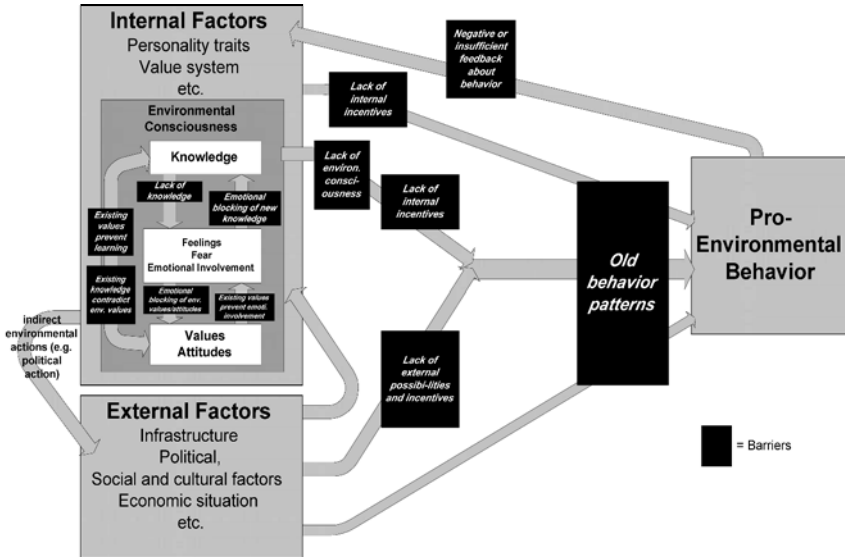 Internal Factors
Personality traits
Value system
etc.
Environmental
Consciousness
Knowledge
Lack of
knowledge
Emotional
blocking of new
knowledge
Existing
values
prevent
learning
Feelings
Fear
Emotional Involvement
Existing
knowledge
contradict
env. values
Emotional
blocking of env.
values/attitudes
Existing values
prevent emoti.
involvement
Values
Attitudes
indirect
environmental
actions (e.g.
political
action)
External Factors
Infrastructure
Political,
Social and cultural factors
Economic situation
etc.
Lack of
internal
incentives
Lack of
environ.
consci-
ousness
Lack of
internal
incentives
Lack of
external
possibi-lities
and incentives
Negative or
insufficient
feedback
about
behavior
Old
behavior
patterns
Pro-
Environmental
Behavior
= Barriers